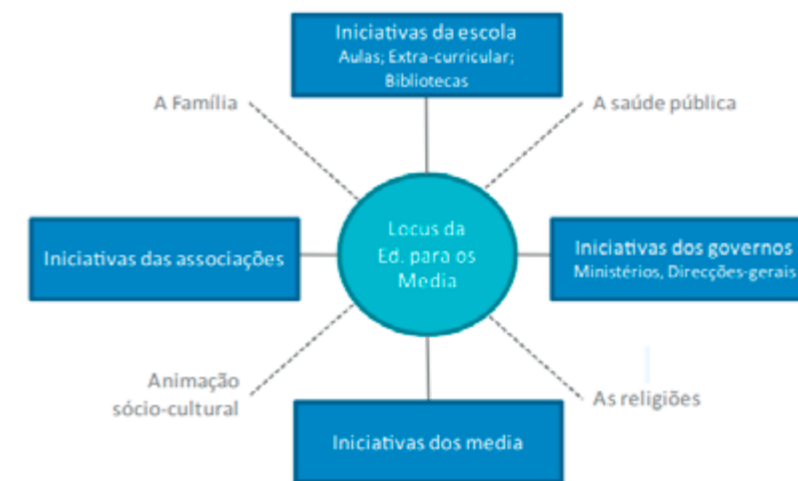 Iniciativas da escola
Aulas; Extra-curricular;
Bibliotecas
A Família
A saúde pública
Locus da
Ed. para os
Media
Iniciativas das associações
Iniciativas dos governos
Ministérios, Direcções-gerais
Animação
sócio-cultural
As religiões
Iniciativas dos media